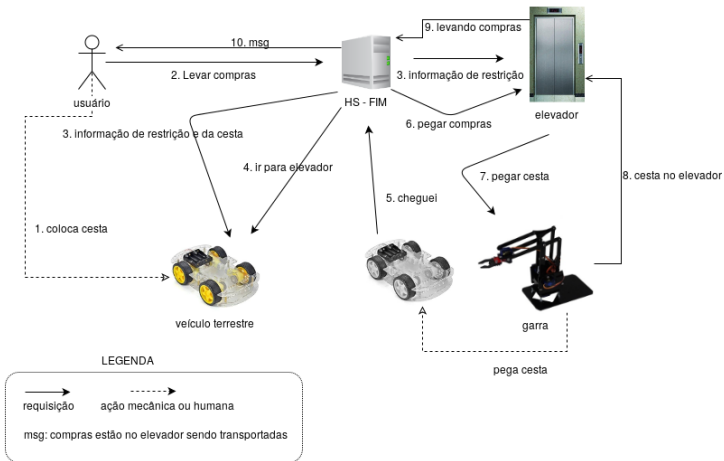 9. levando compras
10. msg
2. Levar compras
3. informação de restrição
usuário
HS - FIM
elevador
6. pegar compras
3. informação de restrição e da cesta
4. ir para elevador
7. pegar cesta
8. cesta no elevador
5. cheguei
1. coloca cesta
veículo terrestre
garra
pega cesta
LEGENDA
requisição
ação mecânica ou humana
msg: compras estão no elevador sendo transportadas